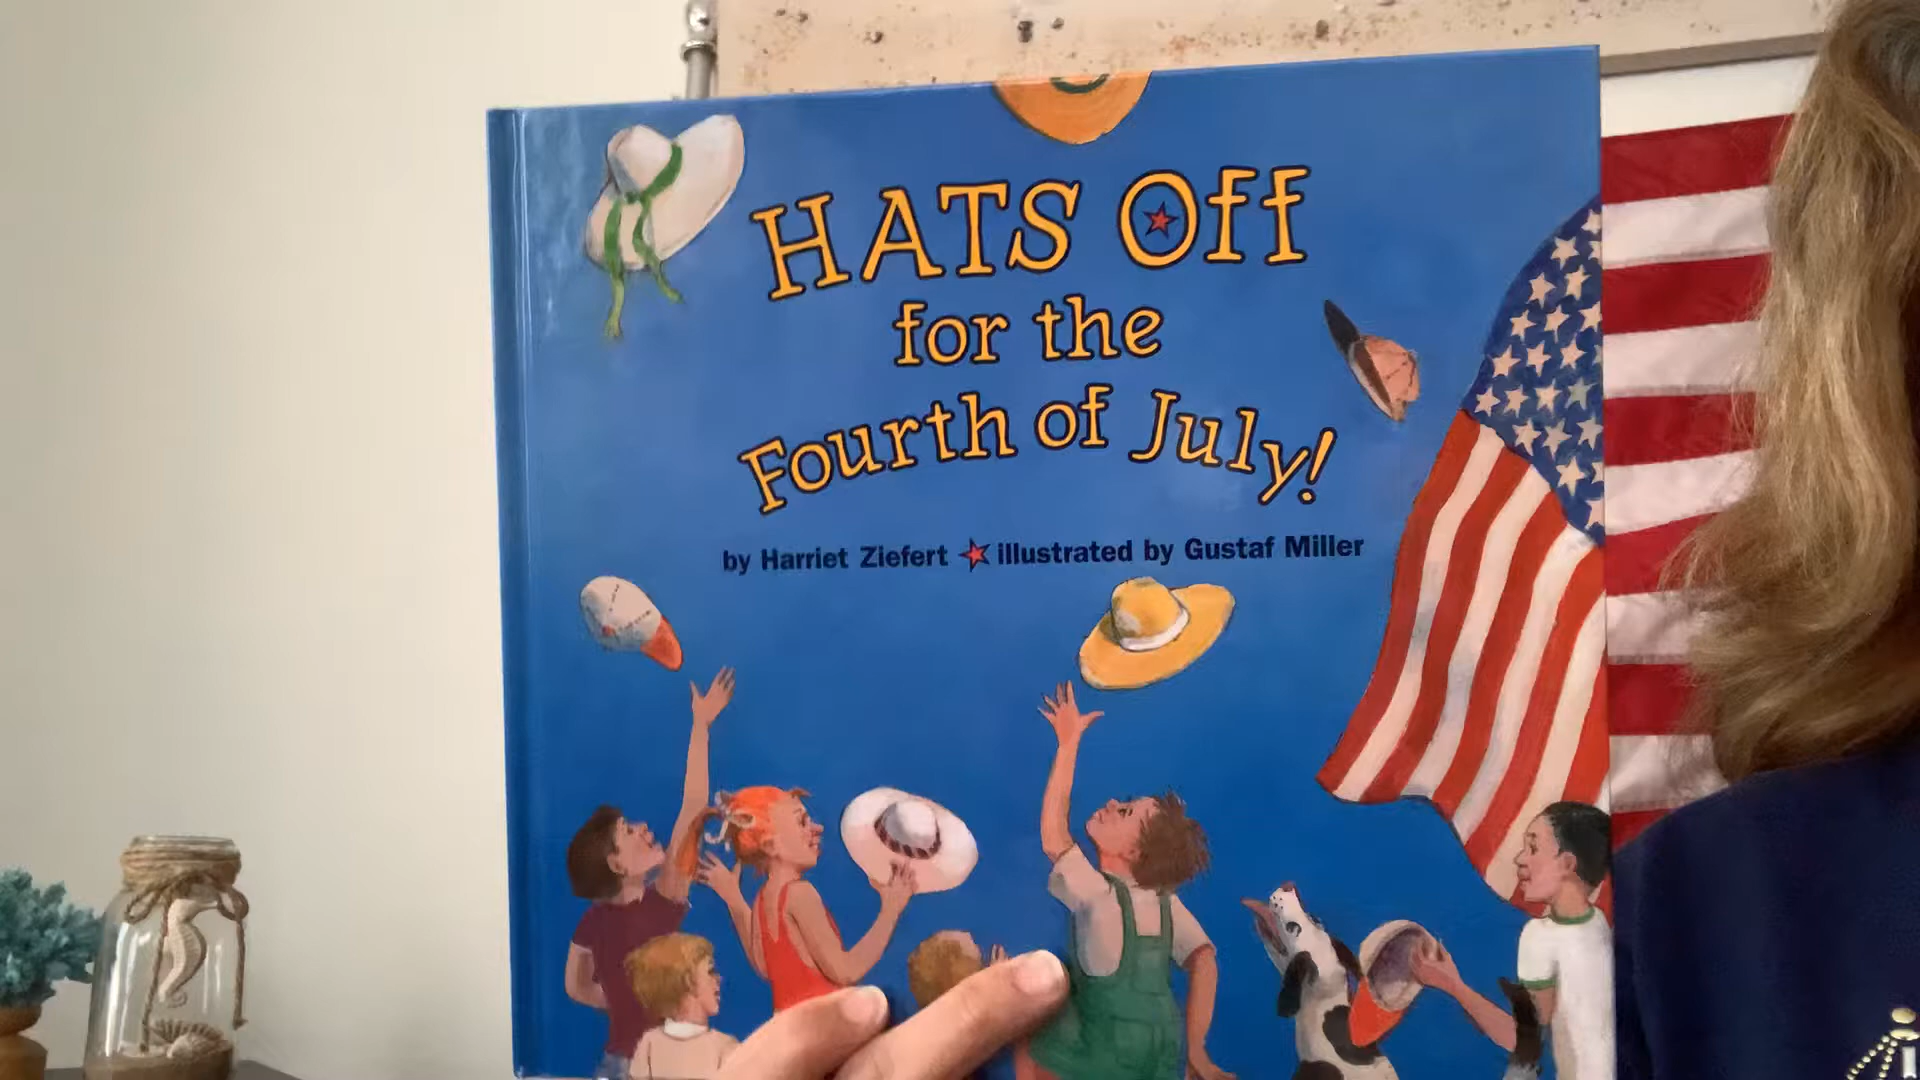 HATS Off
for the
Fourth of July!
by Harriet Ziefert ★ illustrated by Gustaf Miller